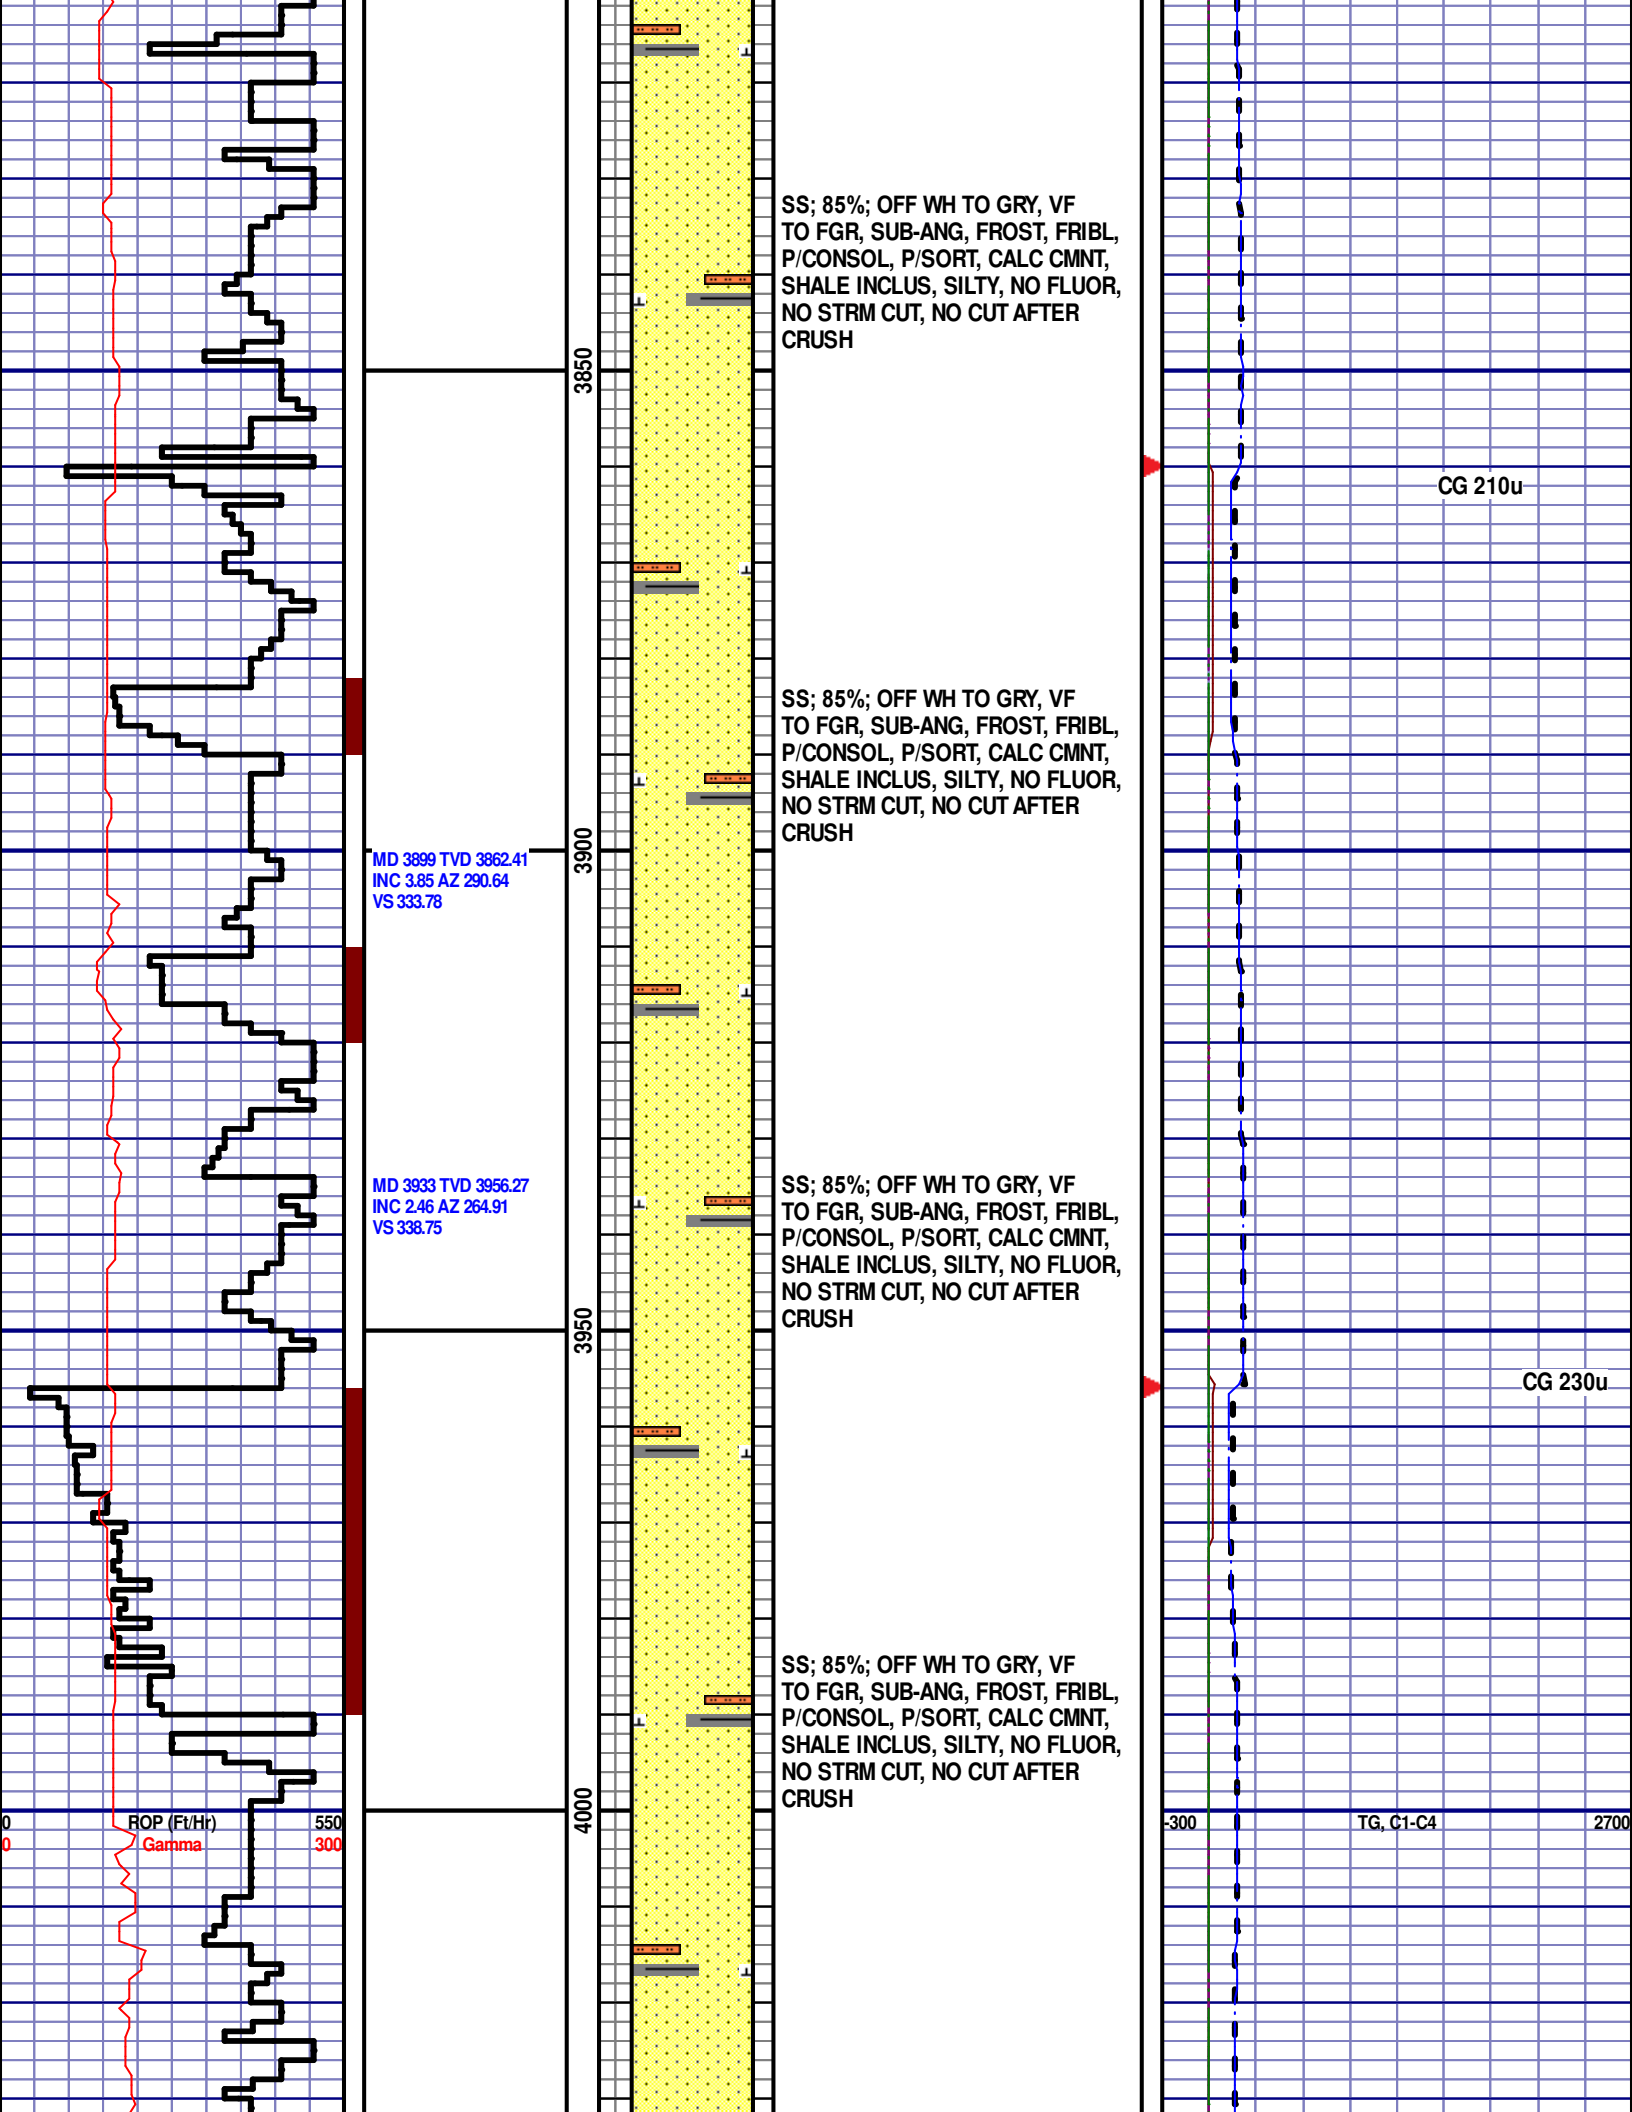 SS; 85%; OFF WH TO GRY, VF
TO FGR, SUB-ANG, FROST, FRIBL,
P/CONSOL, P/SORT, CALC CMNT,
SHALE INCLUS, SILTY, NO FLUOR,
NO STRM CUT, NO CUT AFTER
CRUSH
3850
CG 210u
SS; 85%; OFF WH TO GRY, VF
TO FGR, SUB-ANG, FROST, FRIBL,
P/CONSOL, P/SORT, CALC CMNT,
SHALE INCLUS, SILTY, NO FLUOR,
NO STRM CUT, NO CUT AFTER
CRUSH
3900
MD 3899 TVD 3862.41
INC 3.85 AZ 290.64
VS 333.78
MD 3933 TVD 3956.27
INC 2.46 AZ 264.91
VS 338.75
SS; 85%; OFF WH TO GRY, VF
TO FGR, SUB-ANG, FROST, FRIBL,
P/CONSOL, P/SORT, CALC CMNT,
SHALE INCLUS, SILTY, NO FLUOR,
NO STRM CUT, NO CUT AFTER
CRUSH
3950
CG 230u
SS; 85%; OFF WH TO GRY, VF
TO FGR, SUB-ANG, FROST, FRIBL,
P/CONSOL, P/SORT, CALC CMNT,
SHALE INCLUS, SILTY, NO FLUOR,
NO STRM CUT, NO CUT AFTER
CRUSH
4000
0 ROP (Ft/Hr) 550
0 Gamma 300
-300 TG, C1-C4 2700